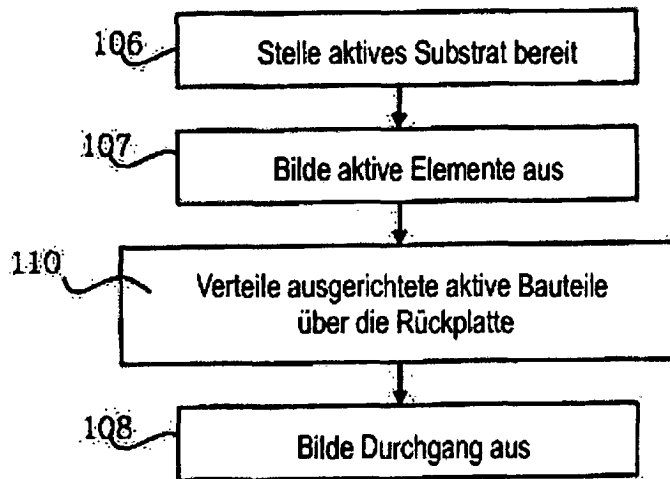 106
Stelle aktives Substrat bereit
107
Bilde aktive Elemente aus
110
Verteile ausgerichtete aktive Bauteile
über die Rückplatte
108
Bilde Durchgang aus